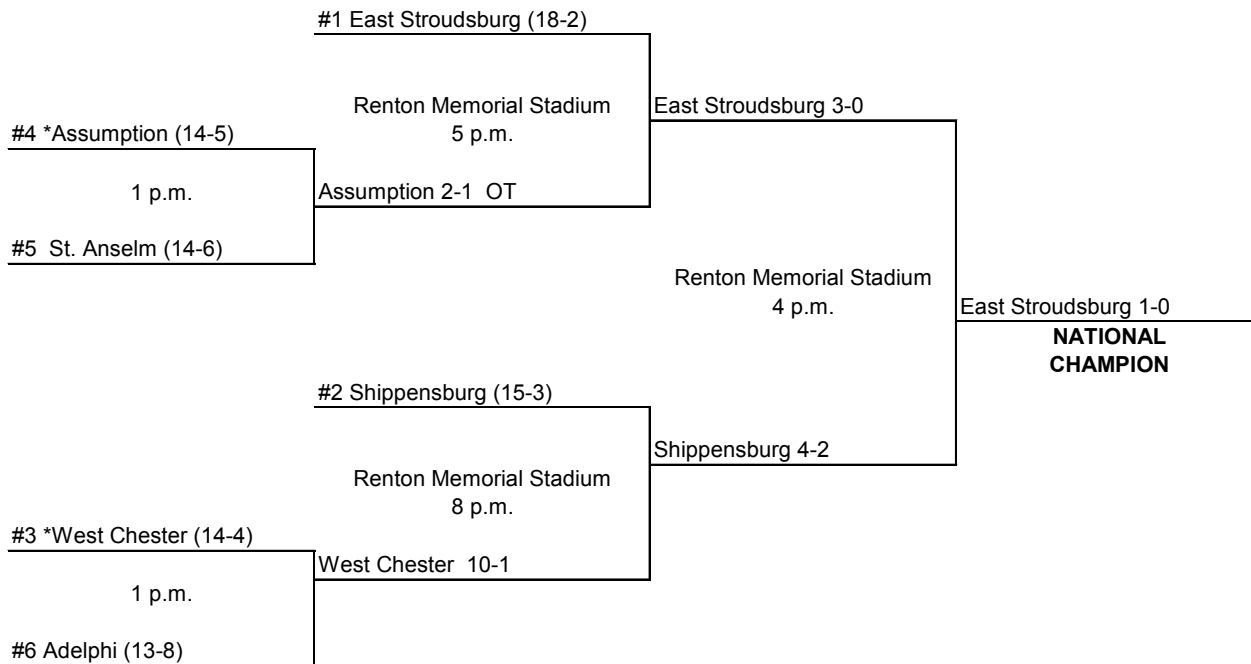 #1 East Stroudsburg (18-2)
Renton Memorial Stadium
5 p.m.
East Stroudsburg 3-0
#4 *Assumption (14-5)
1 p.m.
Assumption 2-1 OT
#5 St. Anselm (14-6)
Renton Memorial Stadium
4 p.m.
East Stroudsburg 1-0
NATIONAL
CHAMPION
#2 Shippensburg (15-3)
Shippensburg 4-2
Renton Memorial Stadium
8 p.m.
#3 *West Chester (14-4)
West Chester 10-1
1 p.m.
#6 Adelphi (13-8)